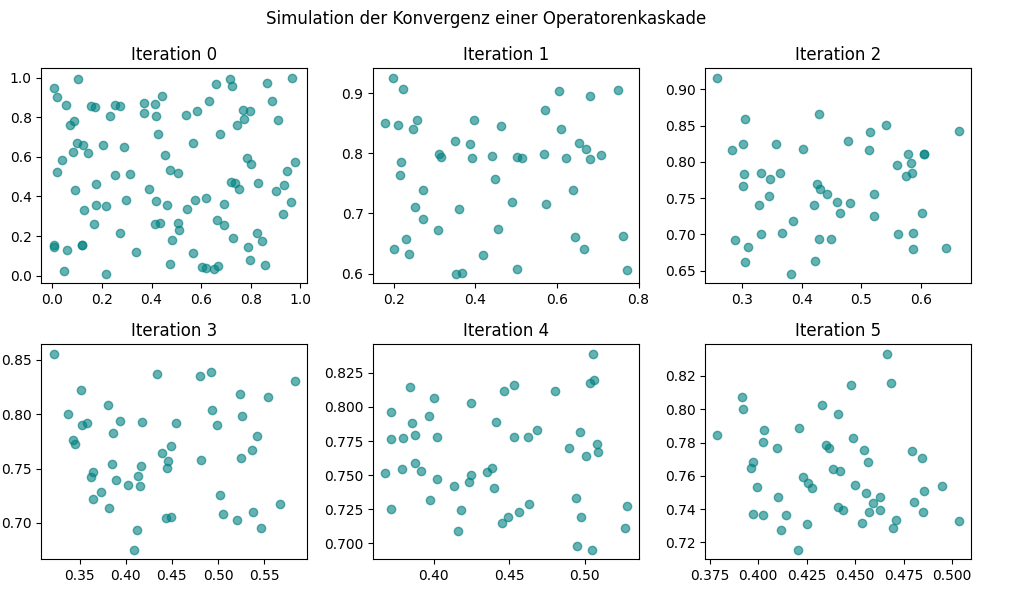 Simulation der Konvergenz einer Operatorenkaskade
Iteration 0
1.0
0.8
0.6
0.4
0.2
0.0
0.0 0.2 0.4 0.6 0.8 1.0
Iteration 1
0.9
0.8
0.7
0.6
0.2 0.4 0.6 0.8
Iteration 2
0.90
0.85
0.80
0.75
0.70
0.65
0.3 0.4 0.5 0.6
Iteration 3
0.85
0.80
0.75
0.70
0.35 0.40 0.45 0.50 0.55
Iteration 4
0.825
0.800
0.775
0.750
0.725
0.700
0.40 0.45 0.50
Iteration 5
0.82
0.80
0.78
0.76
0.74
0.72
0.375 0.400 0.425 0.450 0.475 0.500